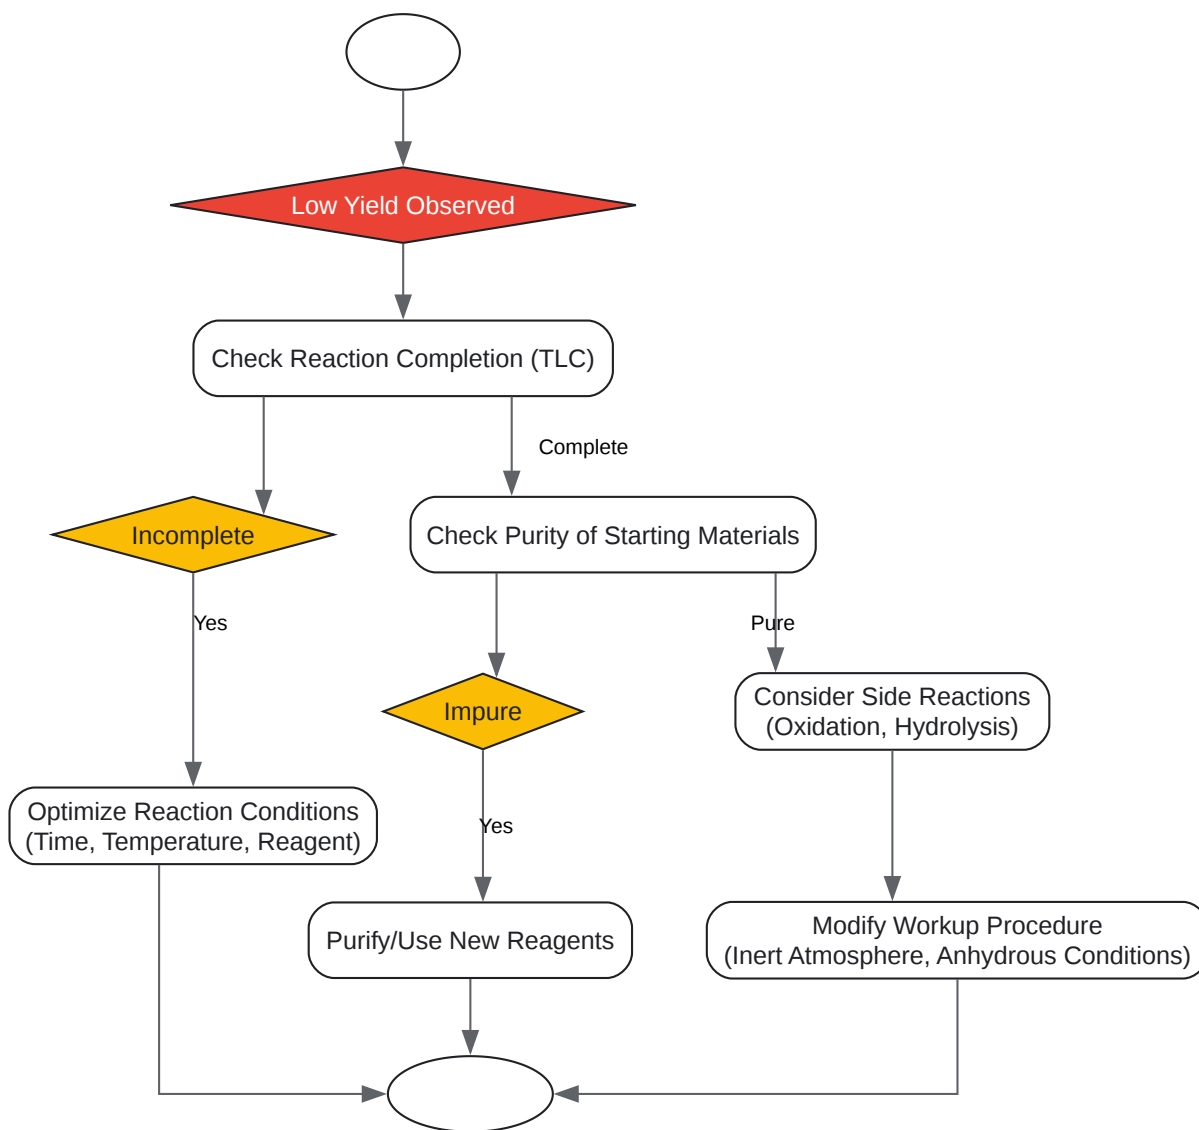 Low Yield Observed
Check Reaction Completion (TLC)
Complete
Incomplete
Check Purity of Starting Materials
Yes
Pure
Impure
Consider Side Reactions
(Oxidation, Hydrolysis)
Optimize Reaction Conditions
(Time, Temperature, Reagent)
Yes
Purify/Use New Reagents
Modify Workup Procedure
(Inert Atmosphere, Anhydrous Conditions)